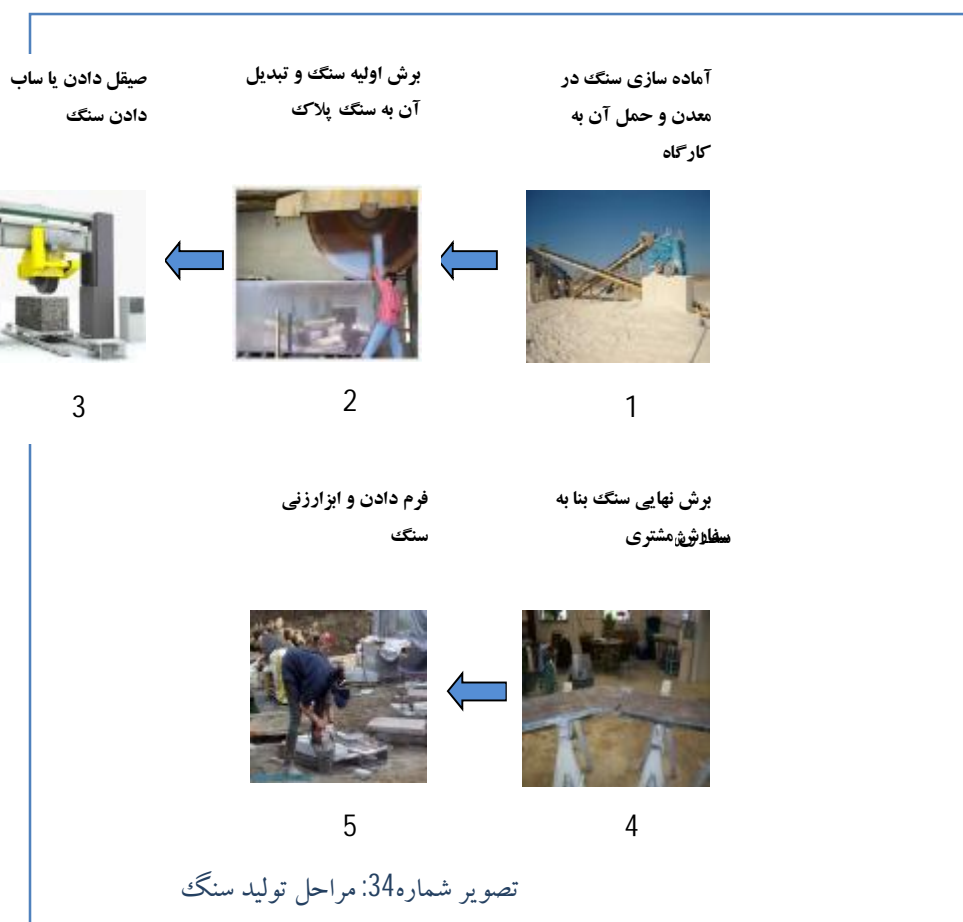 آماده سازی سنگ در
معدن و حمل آن به
کارگاه
برش اولیه سنگ و تبدیل
آن به سنگ پلاک
صیقل دادن یا ساب
دادن سنگ
1
2
3
برش نهایی سنگ بنا به
سفارش مشتری
فرم دادن و ابزارزنی
سنگ
4
5
تصویر شماره34: مراحل تولید سنگ